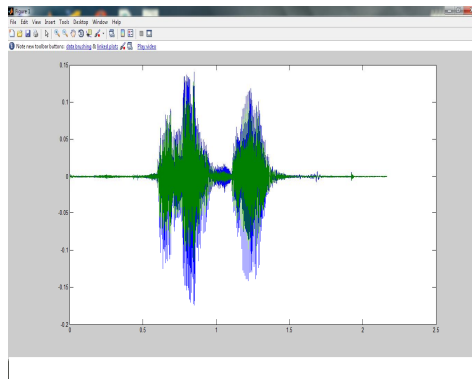 Figure 1
File Edit View Insert Tools Desktop Window Help
Note new toolbar buttons: data brushing & linked plots Play video
0.15
0.1
0.05
0
-0.05
-0.1
-0.15
-0.2
0 0.5 1 1.5 2 2.5